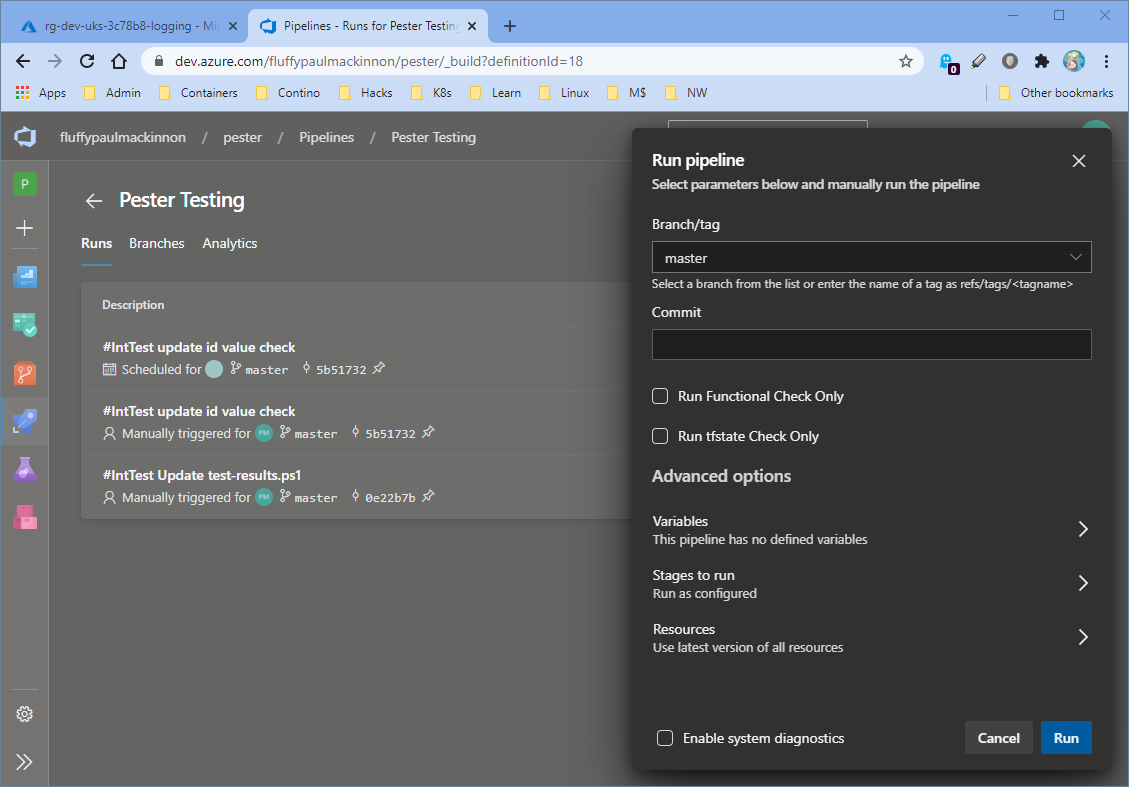 rg-dev-uks-3c78b8-logging - Mic
Pipelines - Runs for Pester Testing
dev.azure.com/fluffypaulmackinnon/pester/_build?definitionId=18
0
Apps Admin Containers Contino Hacks K8s Learn Linux M$ NW Other bookmarks
fluffypaulmackinnon / pester / Pipelines / Pester Testing
P
Pester Testing
Runs Branches Analytics
Description
#IntTest update id value check
Scheduled for master 5b51732
#IntTest update id value check
Manually triggered for PM master 5b51732
#IntTest Update test-results.ps1
Manually triggered for PM master 0e22b7b
Run pipeline
Select parameters below and manually run the pipeline
Branch/tag
master
Select a branch from the list or enter the name of a tag as refs/tags/<tagname>
Commit
Run Functional Check Only
Run tfstate Check Only
Advanced options
Variables
This pipeline has no defined variables
Stages to run
Run as configured
Resources
Use latest version of all resources
Enable system diagnostics
Cancel Run